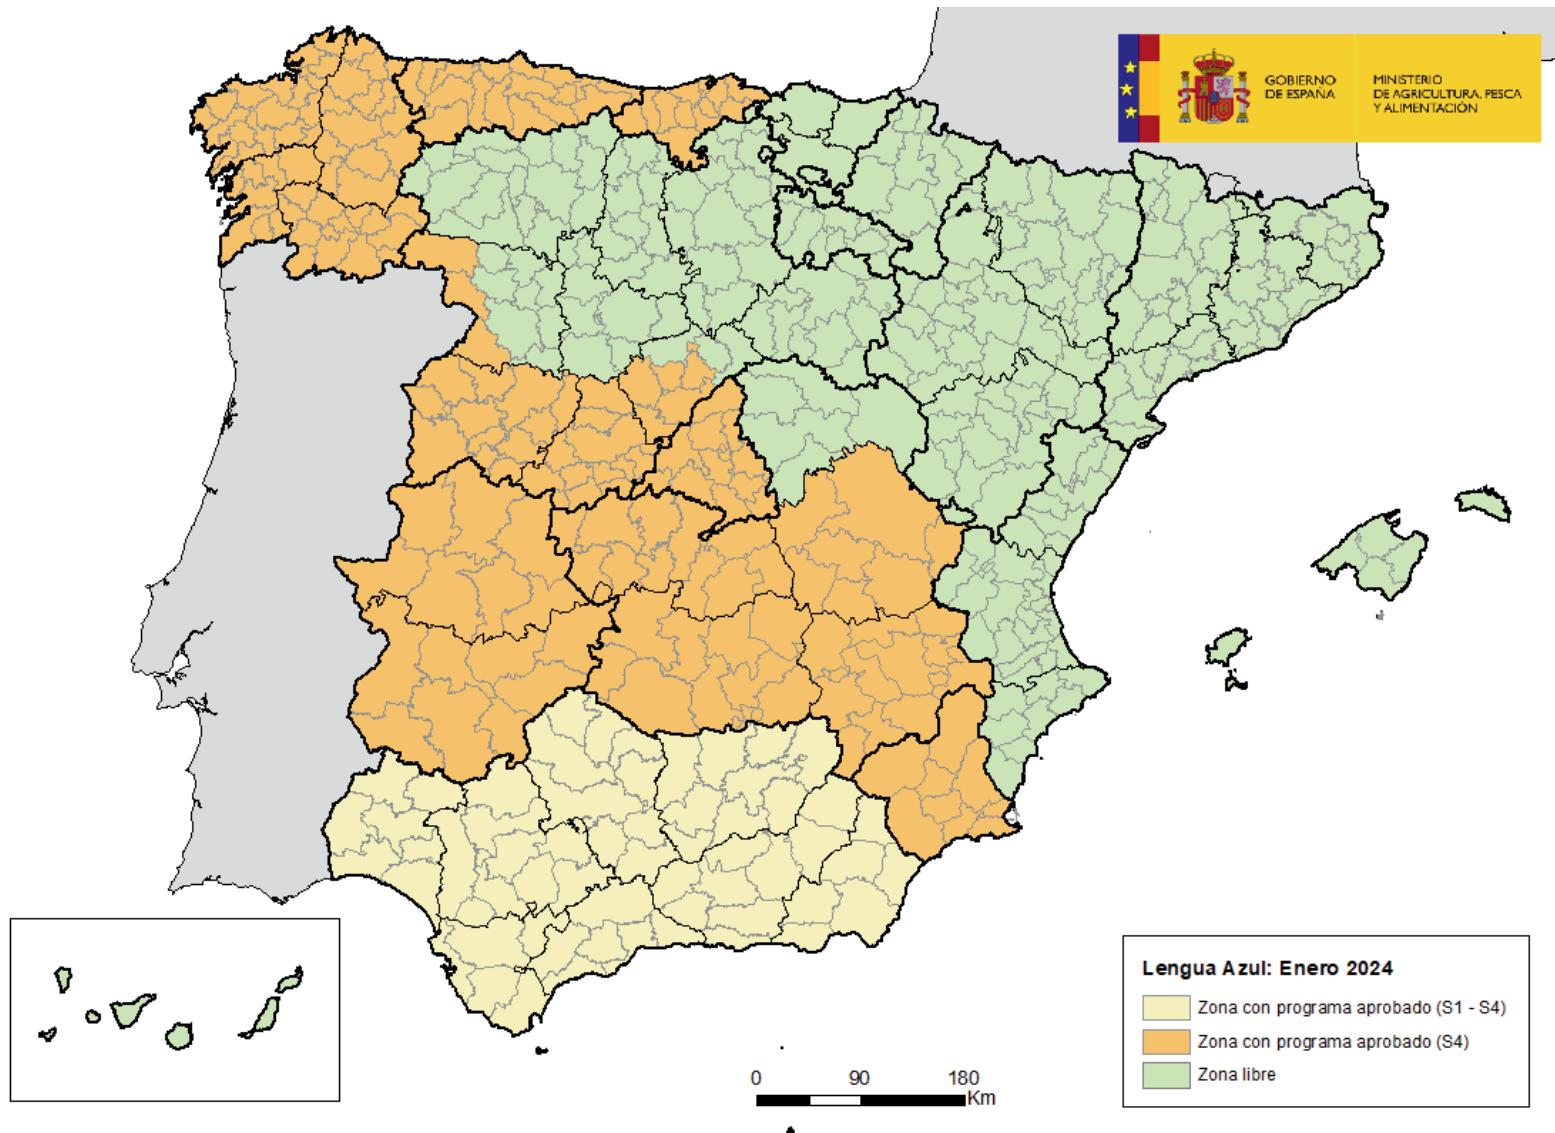 GOBIERNO
DE ESPAÑA
MINISTERIO
DE AGRICULTURA, PESCA
Y ALIMENTACIÓN
Lengua Azul: Enero 2024
Zona con programa aprobado (S1 - S4)
Zona con programa aprobado (S4)
Zona libre
0 90 180
Km